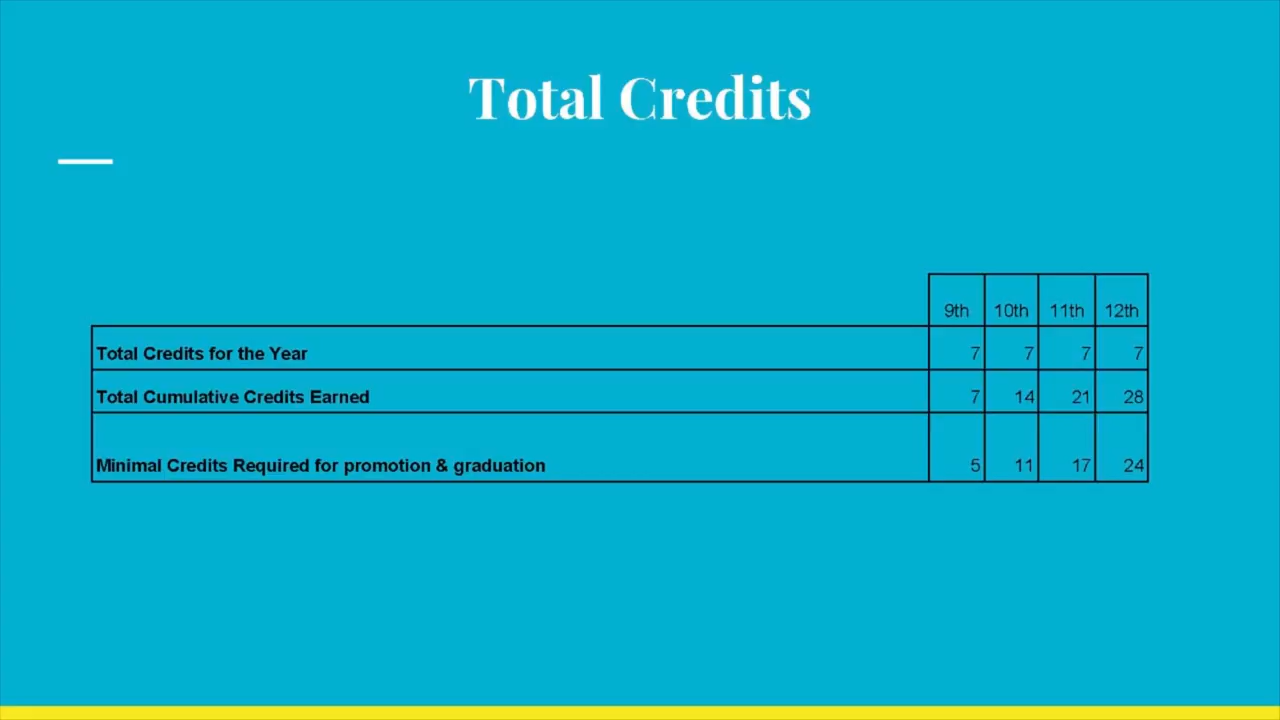 Total Credits
9th 10th 11th 12th
Total Credits for the Year 7 7 7 7
Total Cumulative Credits Earned 7 14 21 28
Minimal Credits Required for promotion & graduation 5 11 17 24